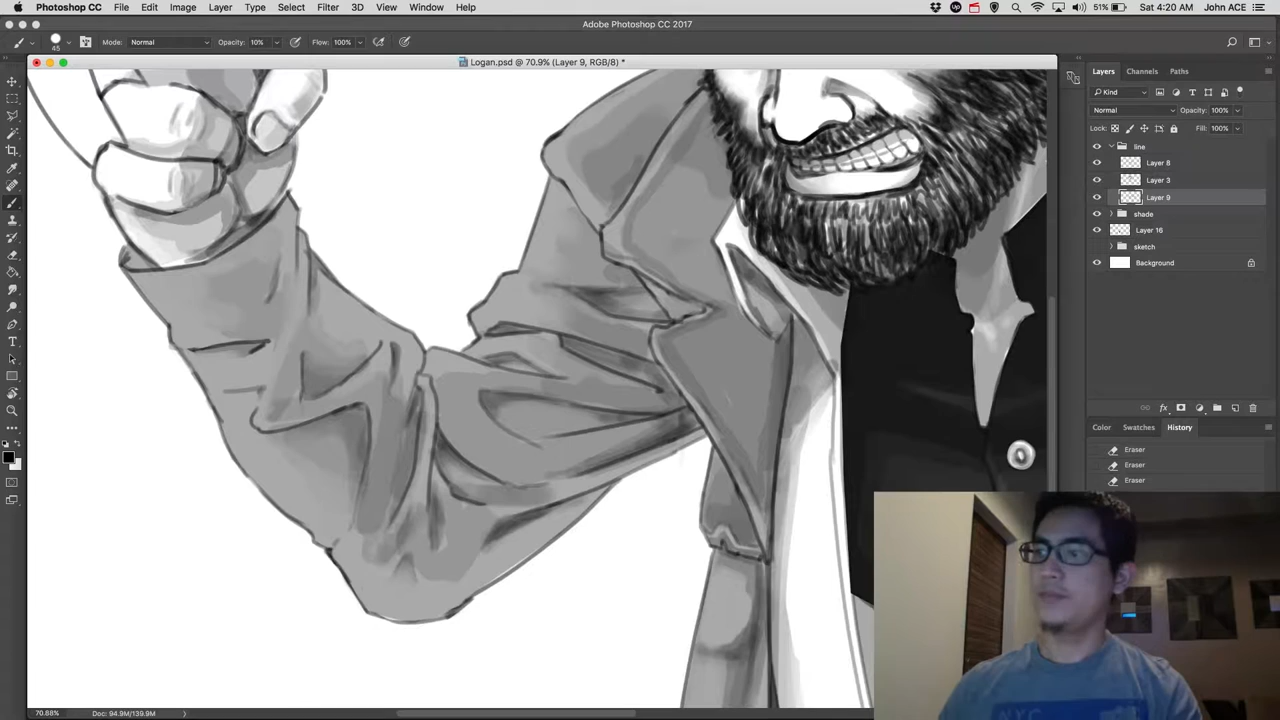 Photoshop CC File Edit Image Layer Type Select Filter 3D View Window Help 51% Sat 4:20 AM John ACE
Adobe Photoshop CC 2017
45 Mode: Normal Opacity: 10% Flow: 100%
Logan.psd @ 70.9% (Layer 9, RGB/8) *
Layers Channels Paths
Kind
Normal Opacity: 100%
Lock: Fill: 100%
line
Layer 8
Layer 3
Layer 9
shade
Layer 16
sketch
Background
fx
Color Swatches History
Eraser
Eraser
Eraser
NYC
70.88% Doc: 94.9M/139.9M